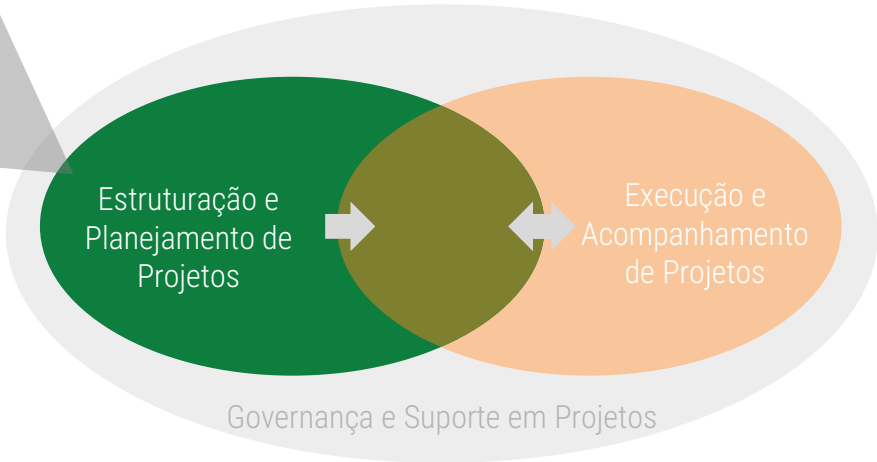 Estruturação e
Planejamento de
Projetos
Execução e
Acompanhamento
de Projetos
Governança e Suporte em Projetos